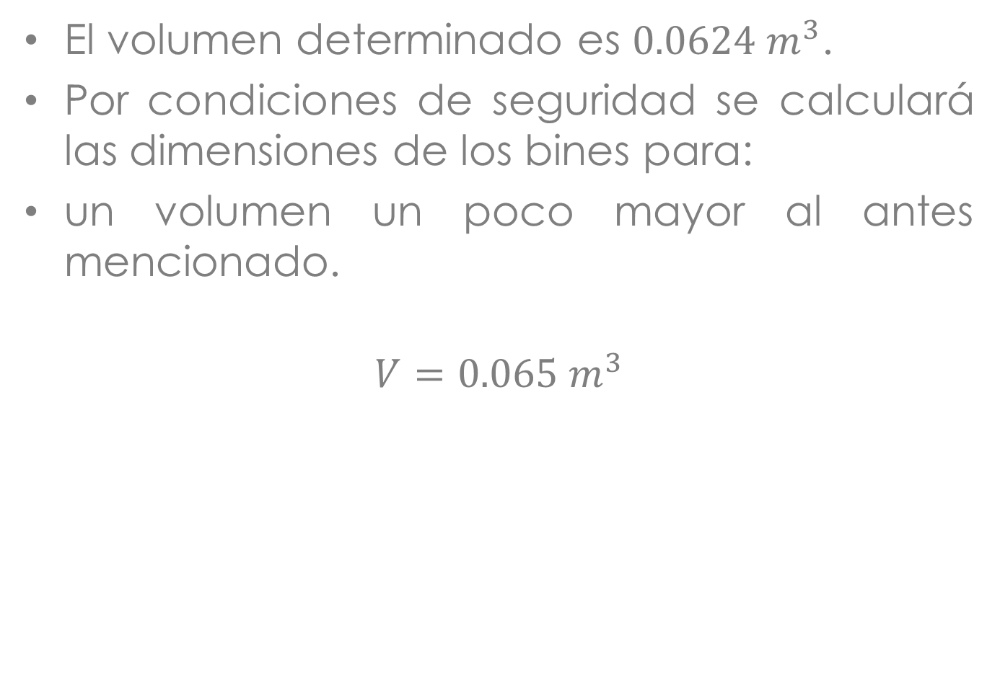 • El volumen determinado es 0.0624 m³.
• Por condiciones de seguridad se calculará
las dimensiones de los bines para:
• un volumen un poco mayor al antes
mencionado.
V = 0.065 m³